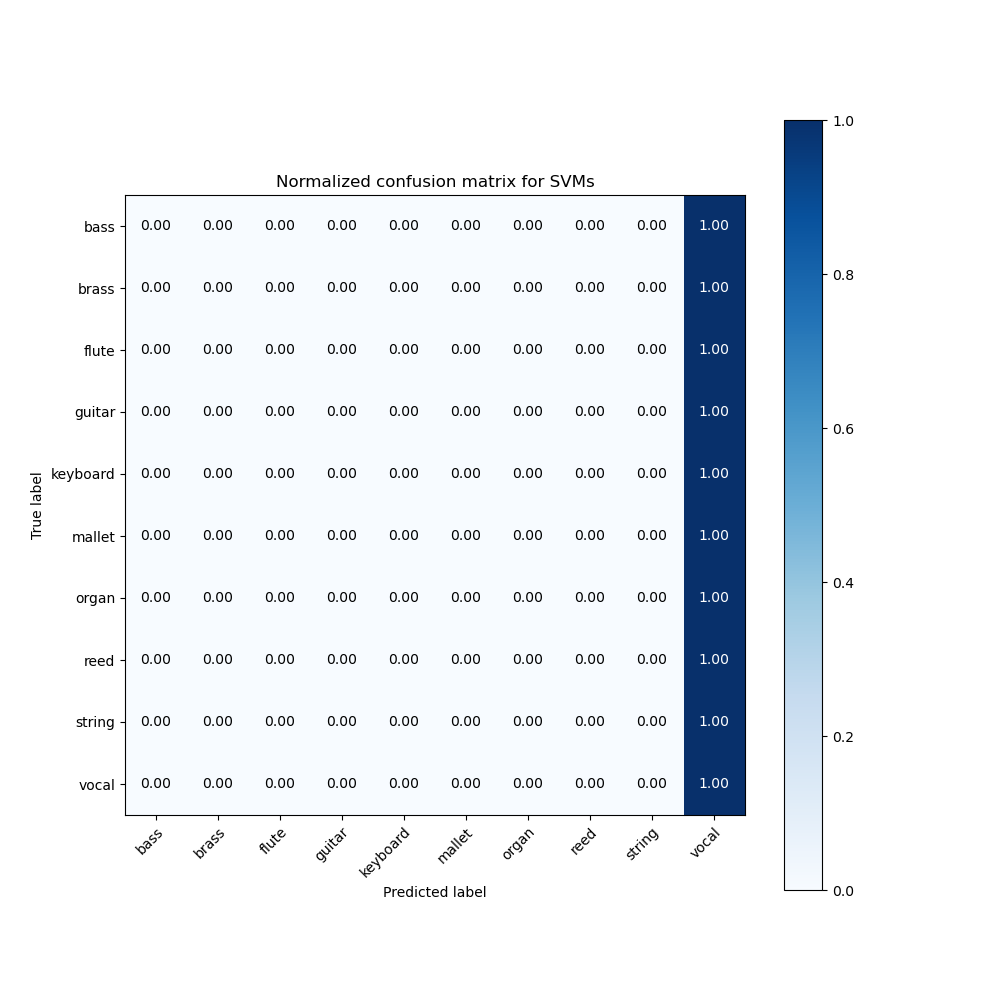 Normalized confusion matrix for SVMs
1.0
0.8
0.6
0.4
0.2
0.0
True label
bass 0.00 0.00 0.00 0.00 0.00 0.00 0.00 0.00 0.00 1.00
brass 0.00 0.00 0.00 0.00 0.00 0.00 0.00 0.00 0.00 1.00
flute 0.00 0.00 0.00 0.00 0.00 0.00 0.00 0.00 0.00 1.00
guitar 0.00 0.00 0.00 0.00 0.00 0.00 0.00 0.00 0.00 1.00
keyboard 0.00 0.00 0.00 0.00 0.00 0.00 0.00 0.00 0.00 1.00
mallet 0.00 0.00 0.00 0.00 0.00 0.00 0.00 0.00 0.00 1.00
organ 0.00 0.00 0.00 0.00 0.00 0.00 0.00 0.00 0.00 1.00
reed 0.00 0.00 0.00 0.00 0.00 0.00 0.00 0.00 0.00 1.00
string 0.00 0.00 0.00 0.00 0.00 0.00 0.00 0.00 0.00 1.00
vocal 0.00 0.00 0.00 0.00 0.00 0.00 0.00 0.00 0.00 1.00
bass brass flute guitar keyboard mallet organ reed string vocal
Predicted label